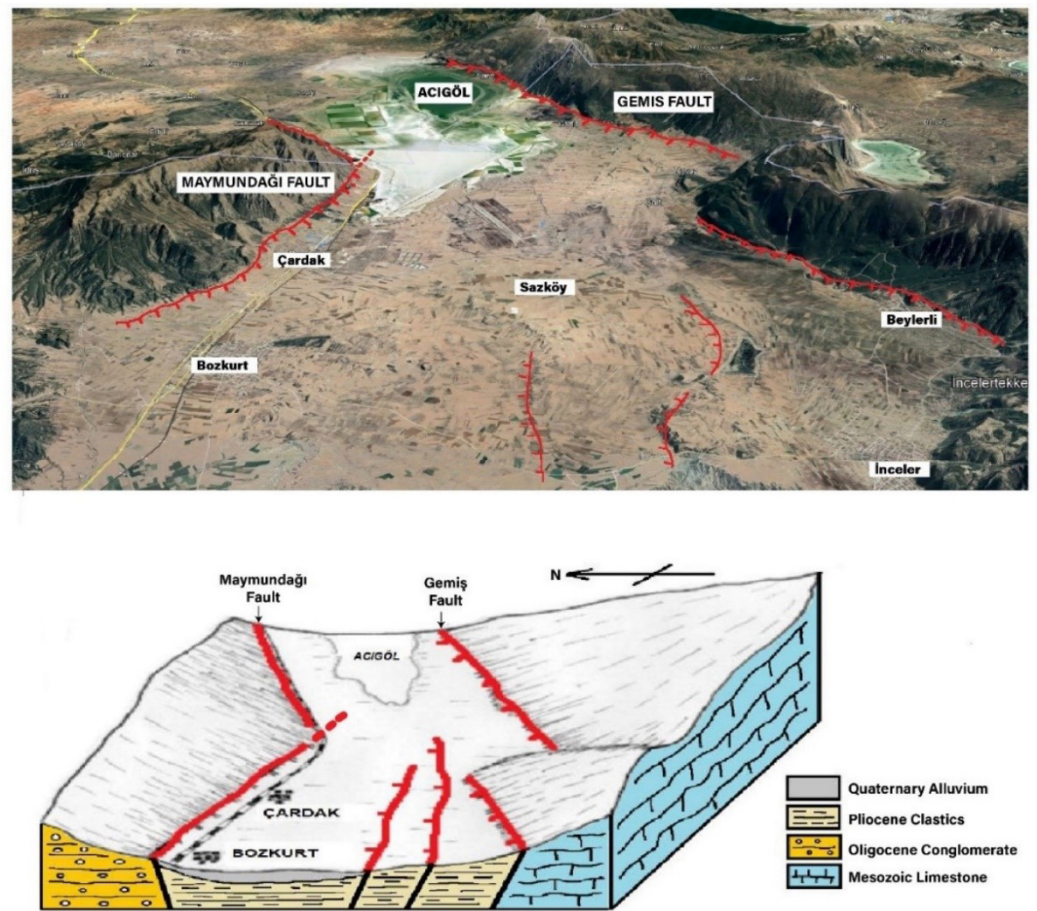 ACIGÖL
GEMIS FAULT
MAYMUNDAĞI FAULT
Çardak
Sazköy
Beylerli
Bozkurt
İncelertekke
İnceler
Maymundağı
Fault
Gemiş
Fault
N
ACIGÖL
ÇARDAK
BOZKURT
Quaternary Alluvium
Pliocene Clastics
Oligocene Conglomerate
Mesozoic Limestone